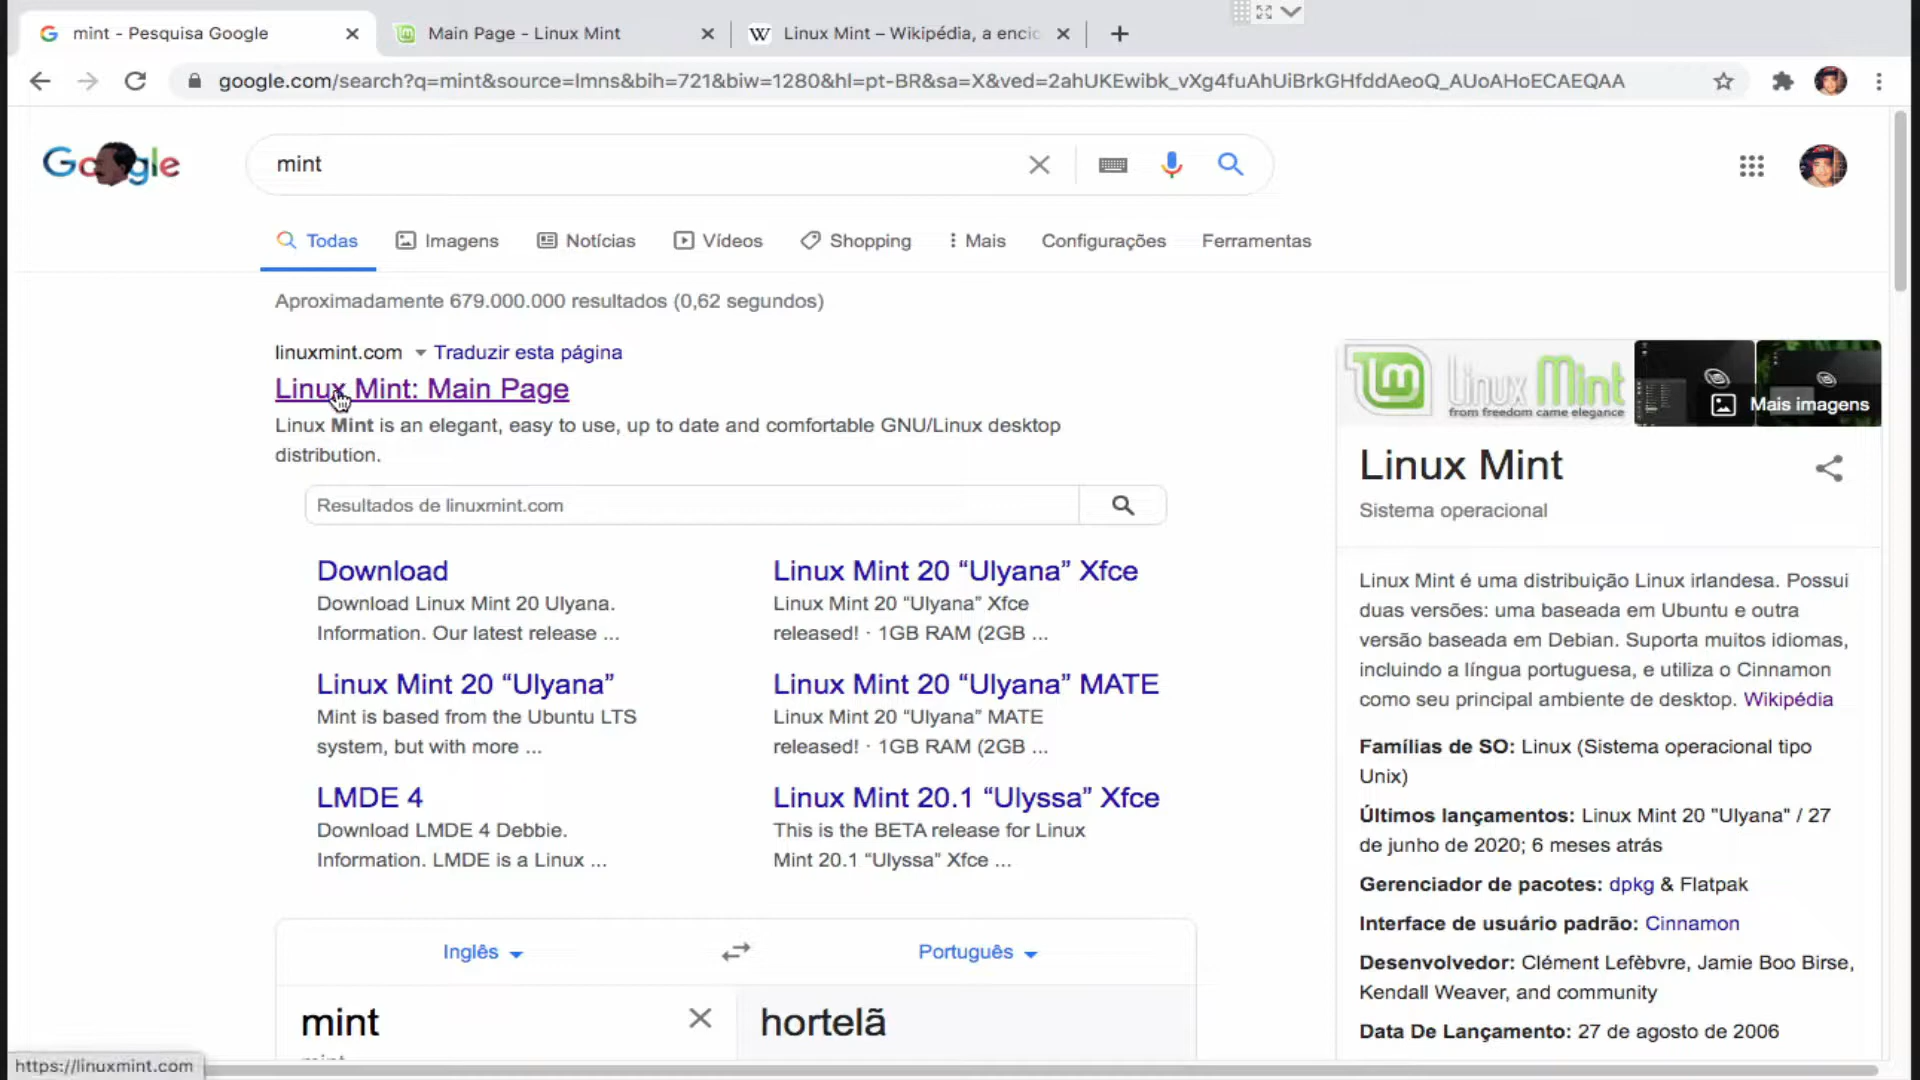 mint - Pesquisa Google
Main Page - Linux Mint
W Linux Mint – Wikipédia, a enci
google.com/search?q=mint&source=lmns&bih=721&biw=1280&hl=pt-BR&sa=X&ved=2ahUKEwibk_vXg4fuAhUiBrkGHfddAeoQ_AUoAHoECAEQAA
Google
mint
Todas
Imagens
Notícias
Vídeos
Shopping
Mais
Configurações
Ferramentas
Aproximadamente 679.000.000 resultados (0,62 segundos)
linuxmint.com
Traduzir esta página
Linux Mint: Main Page
Linux Mint is an elegant, easy to use, up to date and comfortable GNU/Linux desktop
distribution.
Resultados de linuxmint.com
Download
Download Linux Mint 20 Ulyana.
Information. Our latest release ...
Linux Mint 20 “Ulyana” Xfce
Linux Mint 20 “Ulyana” Xfce
released! · 1GB RAM (2GB ...
Linux Mint 20 “Ulyana”
Mint is based from the Ubuntu LTS
system, but with more ...
Linux Mint 20 “Ulyana” MATE
Linux Mint 20 “Ulyana” MATE
released! · 1GB RAM (2GB ...
LMDE 4
Download LMDE 4 Debbie.
Information. LMDE is a Linux ...
Linux Mint 20.1 “Ulyssa” Xfce
This is the BETA release for Linux
Mint 20.1 “Ulyssa” Xfce ...
Inglês
Português
mint
hortelã
Linux Mint
from freedom came elegance
Mais imagens
Linux Mint
Sistema operacional
Linux Mint é uma distribuição Linux irlandesa. Possui
duas versões: uma baseada em Ubuntu e outra
versão baseada em Debian. Suporta muitos idiomas,
incluindo a língua portuguesa, e utiliza o Cinnamon
como seu principal ambiente de desktop. Wikipédia
Famílias de SO: Linux (Sistema operacional tipo
Unix)
Últimos lançamentos: Linux Mint 20 "Ulyana" / 27
de junho de 2020; 6 meses atrás
Gerenciador de pacotes: dpkg & Flatpak
Interface de usuário padrão: Cinnamon
Desenvolvedor: Clément Lefèbvre, Jamie Boo Birse,
Kendall Weaver, and community
Data De Lançamento: 27 de agosto de 2006
https://linuxmint.com